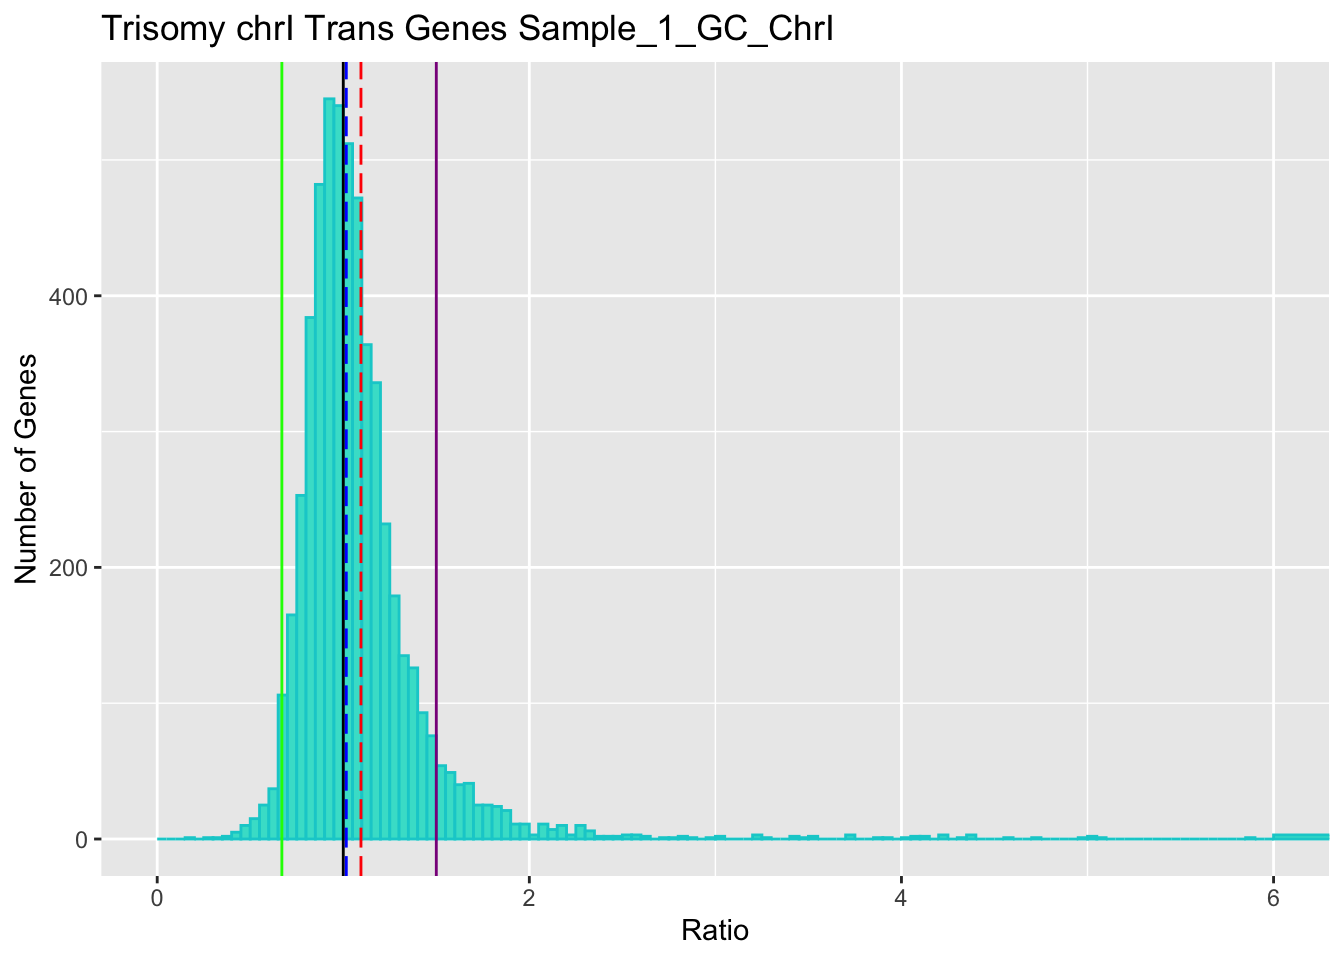 Trisomy chrI Trans Genes Sample_1_GC_ChrI
Number of Genes
400
200
0
0 2 4 6
Ratio